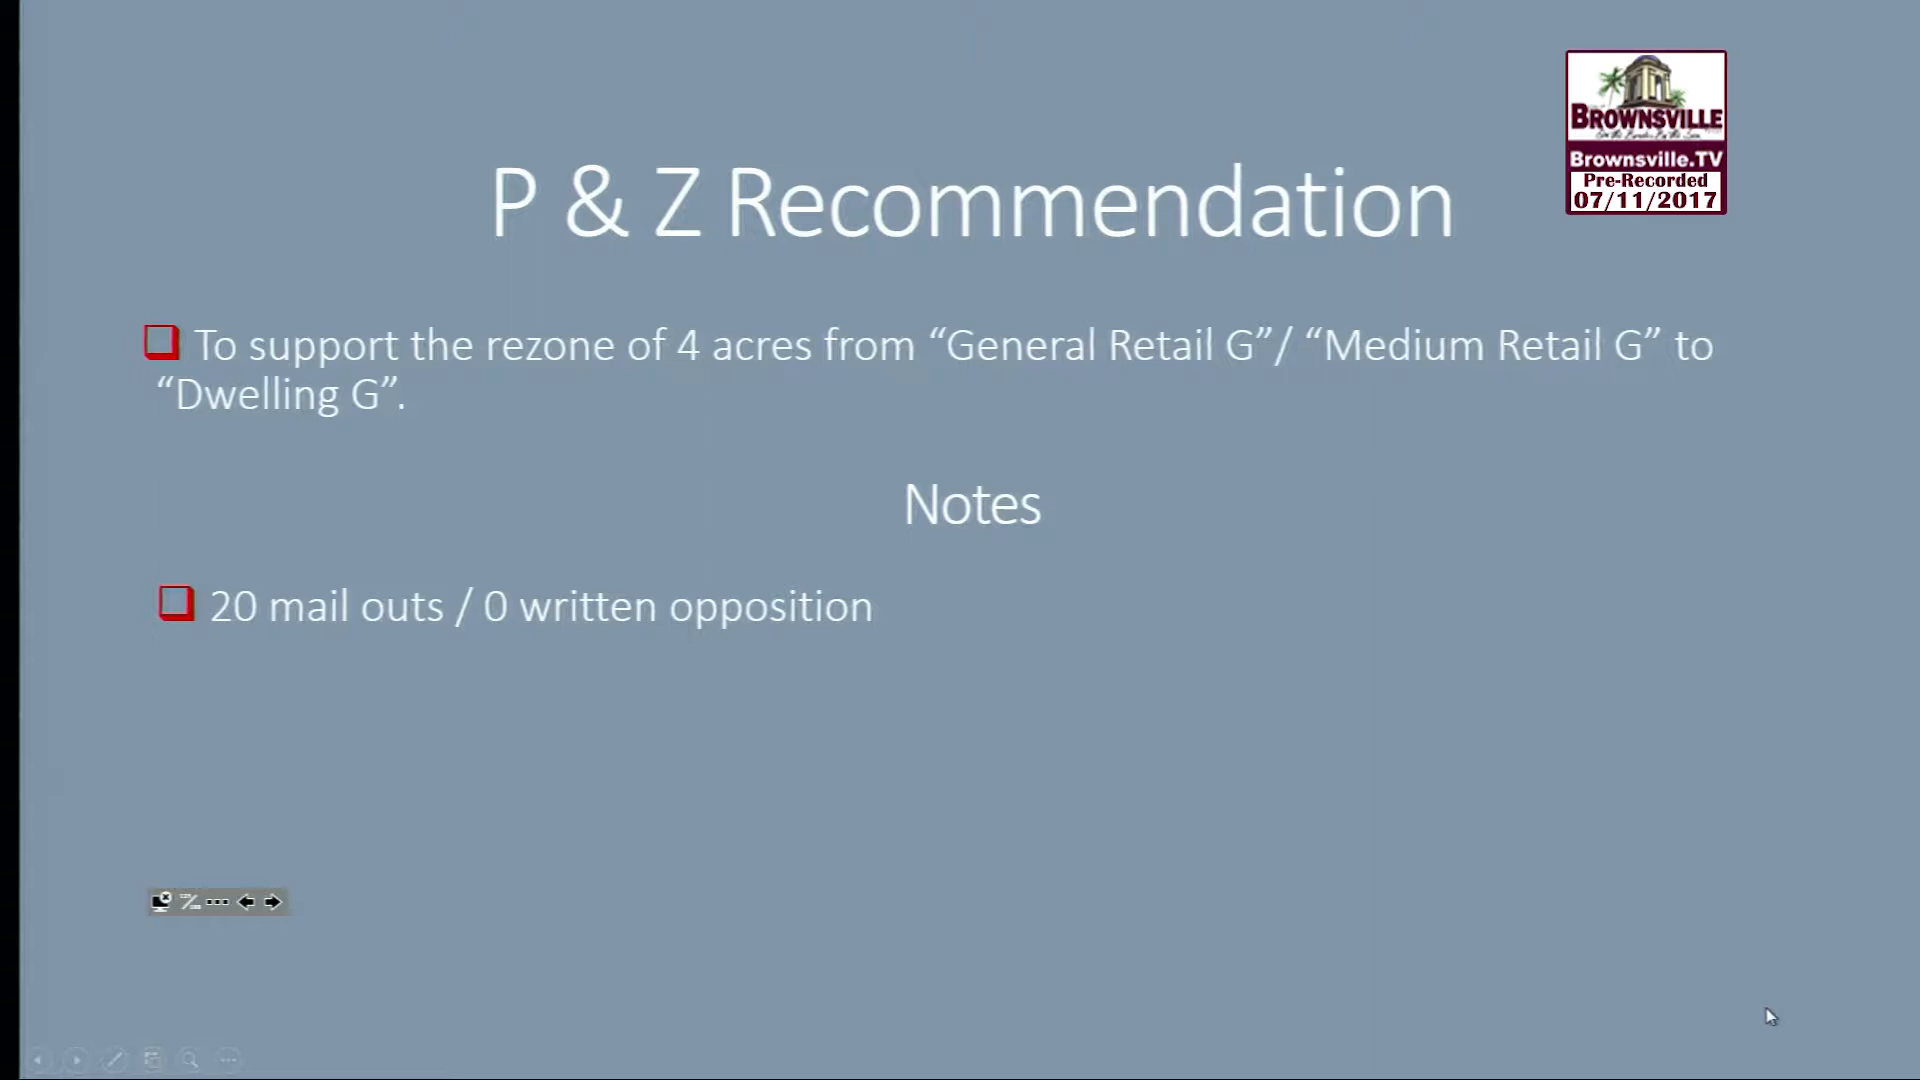 BROWNSVILLE
Brownsville.TV
Pre-Recorded
07/11/2017
P & Z Recommendation
To support the rezone of 4 acres from “General Retail G”/ “Medium Retail G” to
“Dwelling G”.
Notes
20 mail outs / 0 written opposition